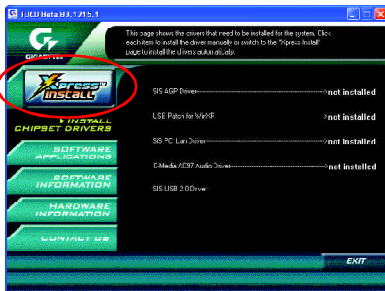 TUCD Beta B3.1215.1
This page shows the drivers that need to be installed for the system. Click
each item to install the driver manually or switch to the "Xpress Install"
page to install the drivers automatically.
GIGABYTE
Xpress™
INSTALL
SIS AGP Driver not installed
USB Patch for WinXP not installed
INSTALL
CHIPSET DRIVERS
SiS PC Lan Driver not installed
SOFTWARE
APPLICATIONS
C-Media AC97 Audio Driver not installed
SOFTWARE
INFORMATION
SIS USB 2.0 Driver
HARDWARE
INFORMATION
CONTACT US
EXIT